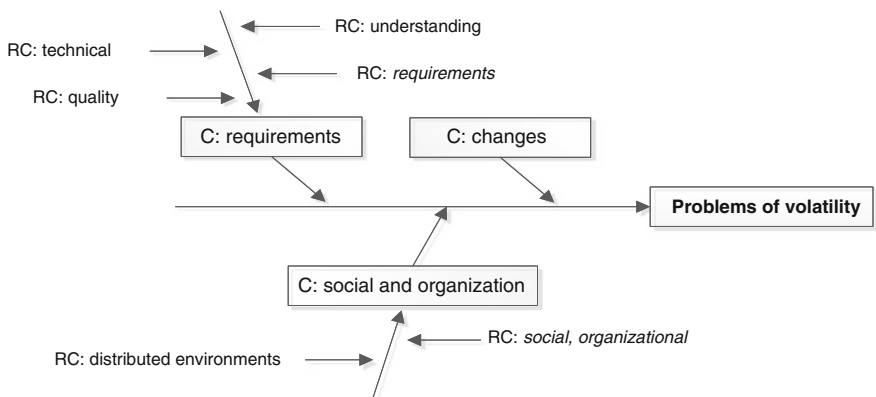 RC: understanding
RC: technical
RC: requirements
RC: quality
C: requirements
C: changes
Problems of volatility
C: social and organization
RC: social, organizational
RC: distributed environments